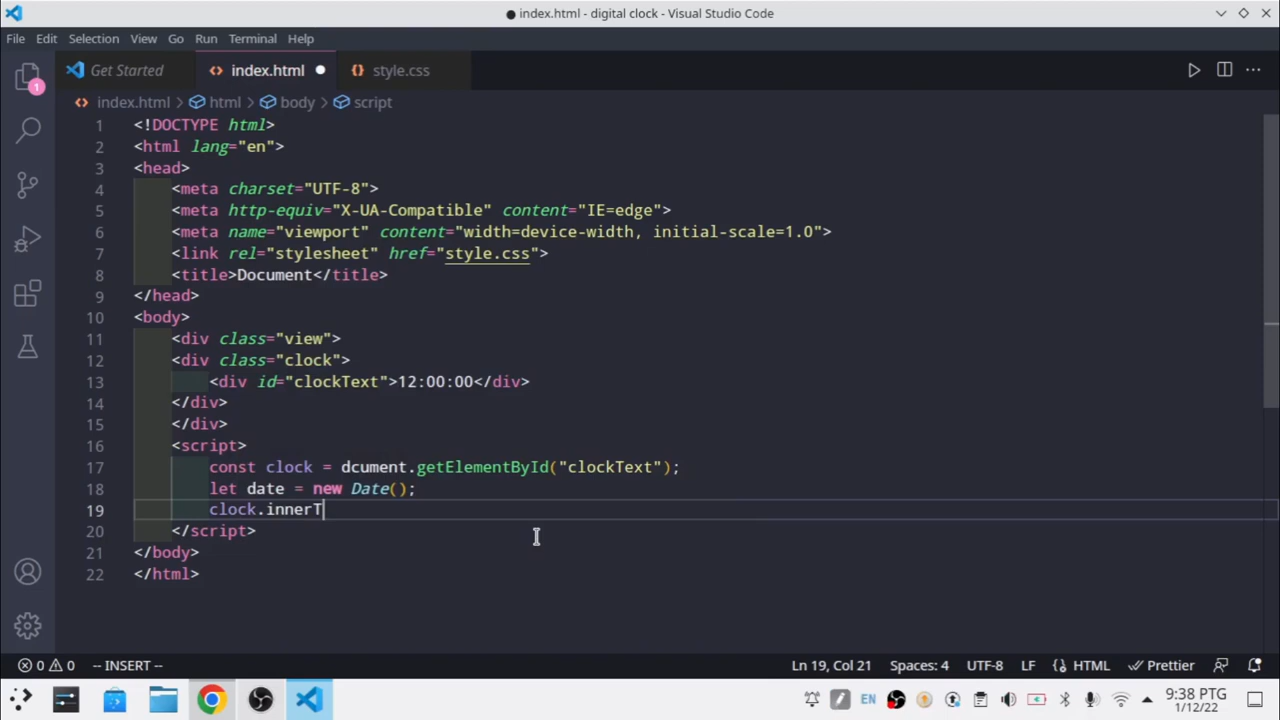 index.html - digital clock - Visual Studio Code
File Edit Selection View Go Run Terminal Help
Get Started index.html style.css
index.html > html > body > script
1
1 <!DOCTYPE html>
2 <html lang="en">
3 <head>
4 <meta charset="UTF-8">
5 <meta http-equiv="X-UA-Compatible" content="IE=edge">
6 <meta name="viewport" content="width=device-width, initial-scale=1.0">
7 <link rel="stylesheet" href="style.css">
8 <title>Document</title>
9 </head>
10 <body>
11 <div class="view">
12 <div class="clock">
13 <div id="clockText">12:00:00</div>
14 </div>
15 </div>
16 <script>
17 const clock = dcument.getElementById("clockText");
18 let date = new Date();
19 clock.innerT
20 </script>
21 </body>
22 </html>
0 0 -- INSERT -- Ln 19, Col 21 Spaces: 4 UTF-8 LF HTML Prettier
EN 9:38 PTG
1/12/22